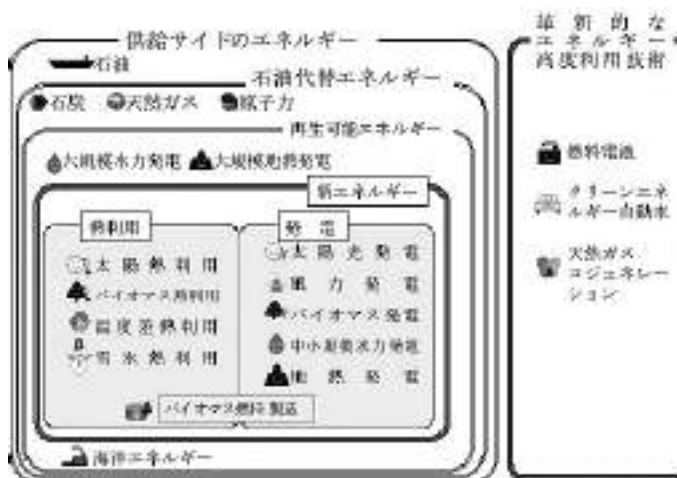 供給サイドのエネルギー
石油
石油代替エネルギー
石炭 天然ガス 原子力
再生可能エネルギー
大規模水力発電 大規模地熱発電
新エネルギー
熱利用
太陽熱利用
バイオマス熱利用
温度差熱利用
雪氷熱利用
発電
太陽光発電
風力発電
バイオマス発電
中小規模水力発電
地熱発電
バイオマス燃料製造
海洋エネルギー
革新的な
エネルギー
高度利用技術
燃料電池
クリーンエネ
ルギー自動車
天然ガス
コジェネレー
ション